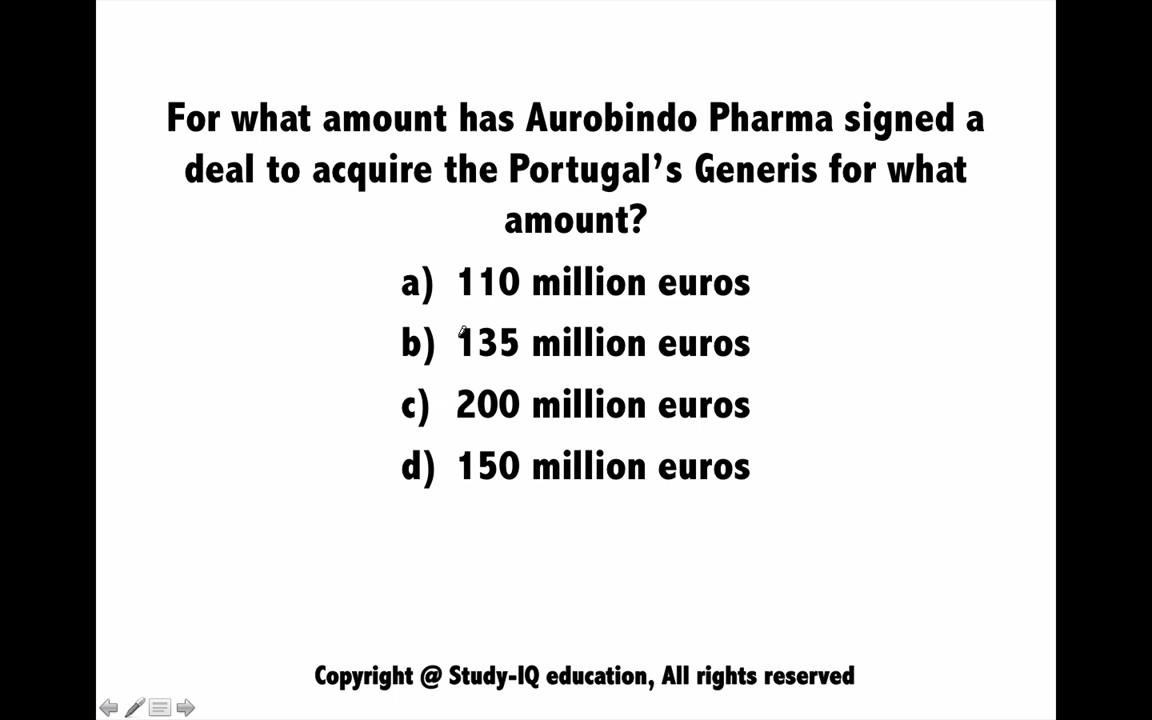 For what amount has Aurobindo Pharma signed a
deal to acquire the Portugal's Generis for what
amount?
a) 110 million euros
b) 135 million euros
c) 200 million euros
d) 150 million euros
Copyright @ Study-IQ education, All rights reserved